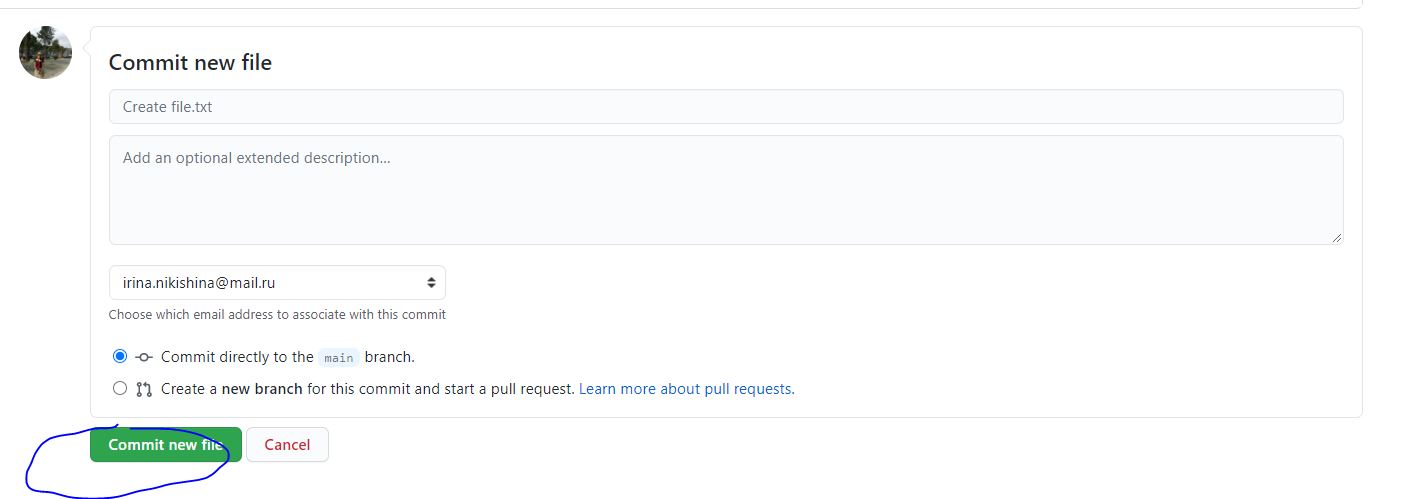 Commit new file
Create file.txt
Add an optional extended description...
irina.nikishina@mail.ru
Choose which email address to associate with this commit
Commit directly to the main branch.
Create a new branch for this commit and start a pull request. Learn more about pull requests.
Commit new file
Cancel